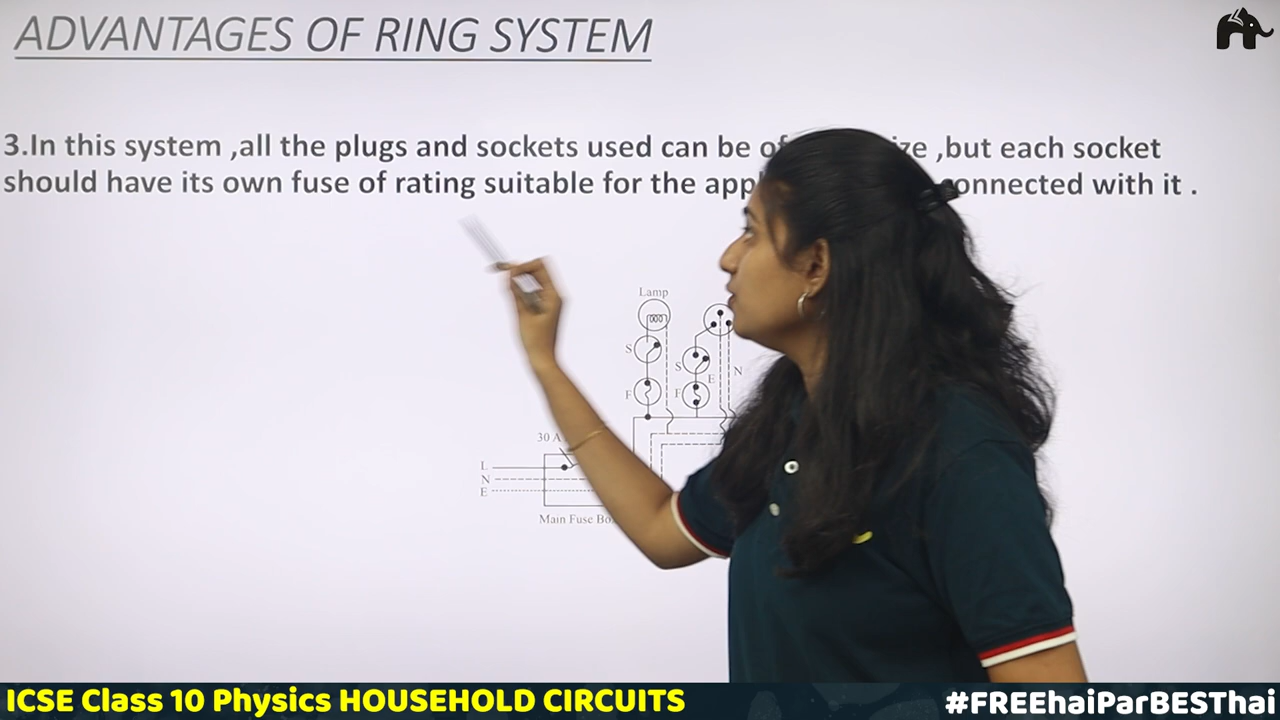 ADVANTAGES OF RING SYSTEM
3.In this system ,all the plugs and sockets used can be of ize ,but each socket
should have its own fuse of rating suitable for the app onnected with it .
Lamp
S
S
E
N
F
F
30 A
L
N
E
Main Fuse Bo
ICSE Class 10 Physics HOUSEHOLD CIRCUITS
#FREEhaiParBESThai